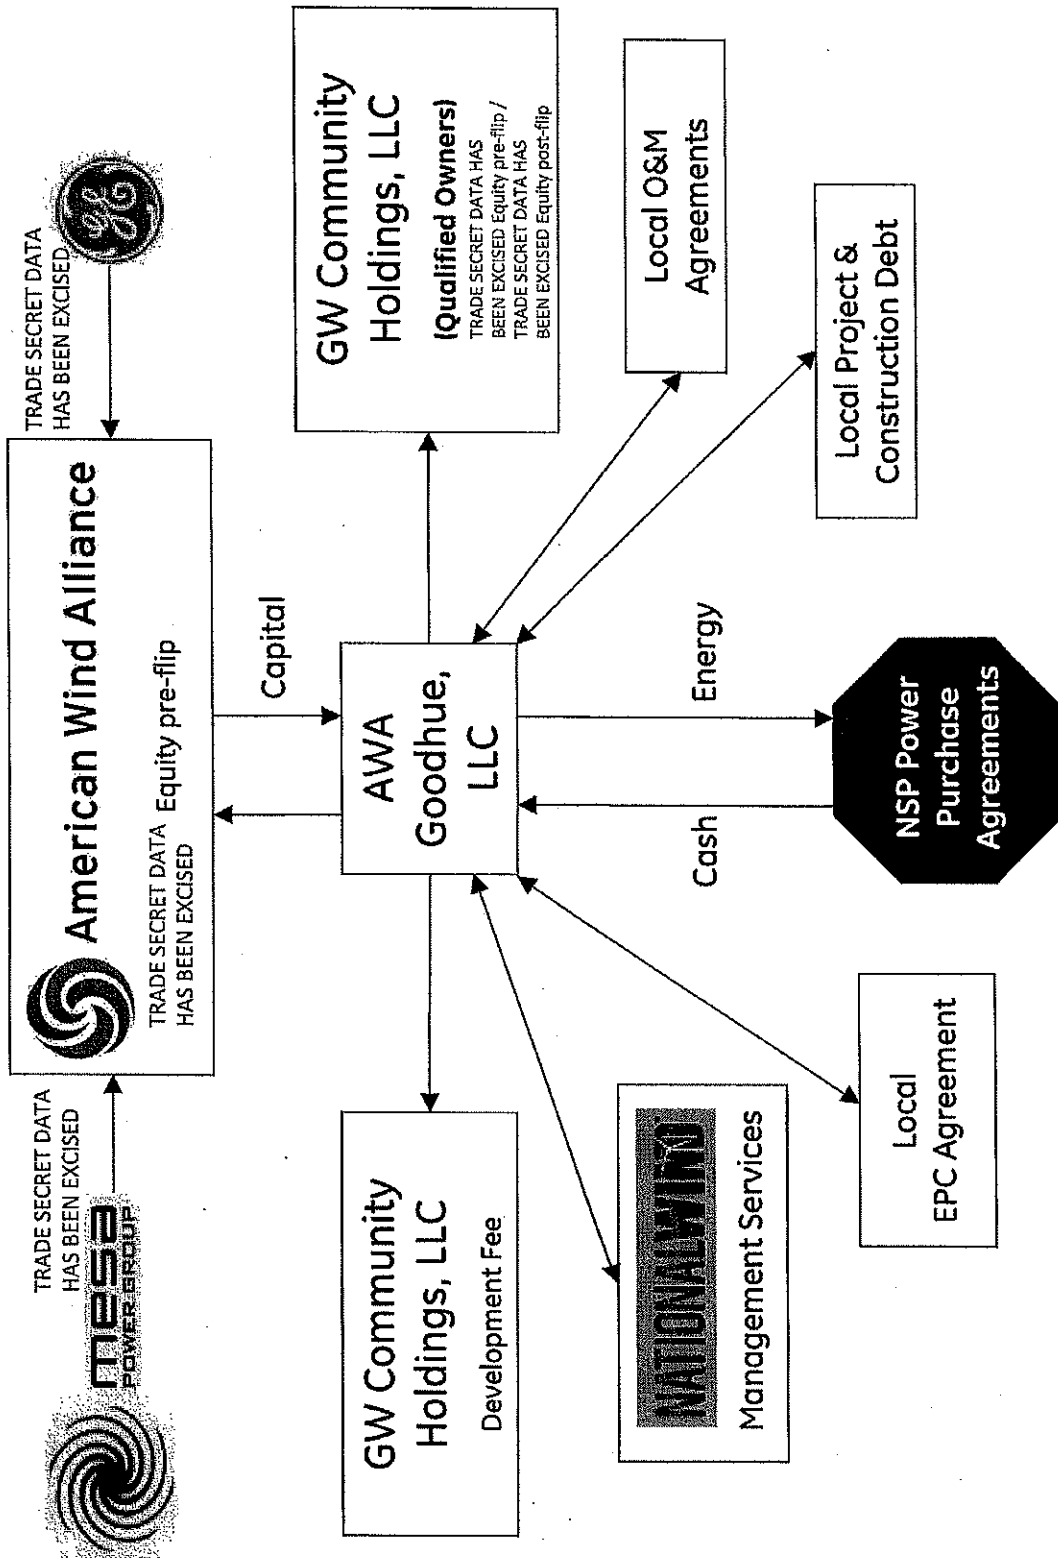 TRADE SECRET DATA
HAS BEEN EXCISED
mesa
POWER GROUP
American Wind Alliance
TRADE SECRET DATA Equity pre-flip
HAS BEEN EXCISED
TRADE SECRET DATA
HAS BEEN EXCISED
GE
Capital
GW Community
Holdings, LLC
Development Fee
AWA
Goodhue,
LLC
GW Community
Holdings, LLC
(Qualified Owners)
TRADE SECRET DATA HAS
BEEN EXCISED Equity pre-flip /
TRADE SECRET DATA HAS
BEEN EXCISED Equity post-flip
NATIONALWIND
Management Services
Cash
Energy
Local O&M
Agreements
Local
EPC Agreement
NSP Power
Purchase
Agreements
Local Project &
Construction Debt